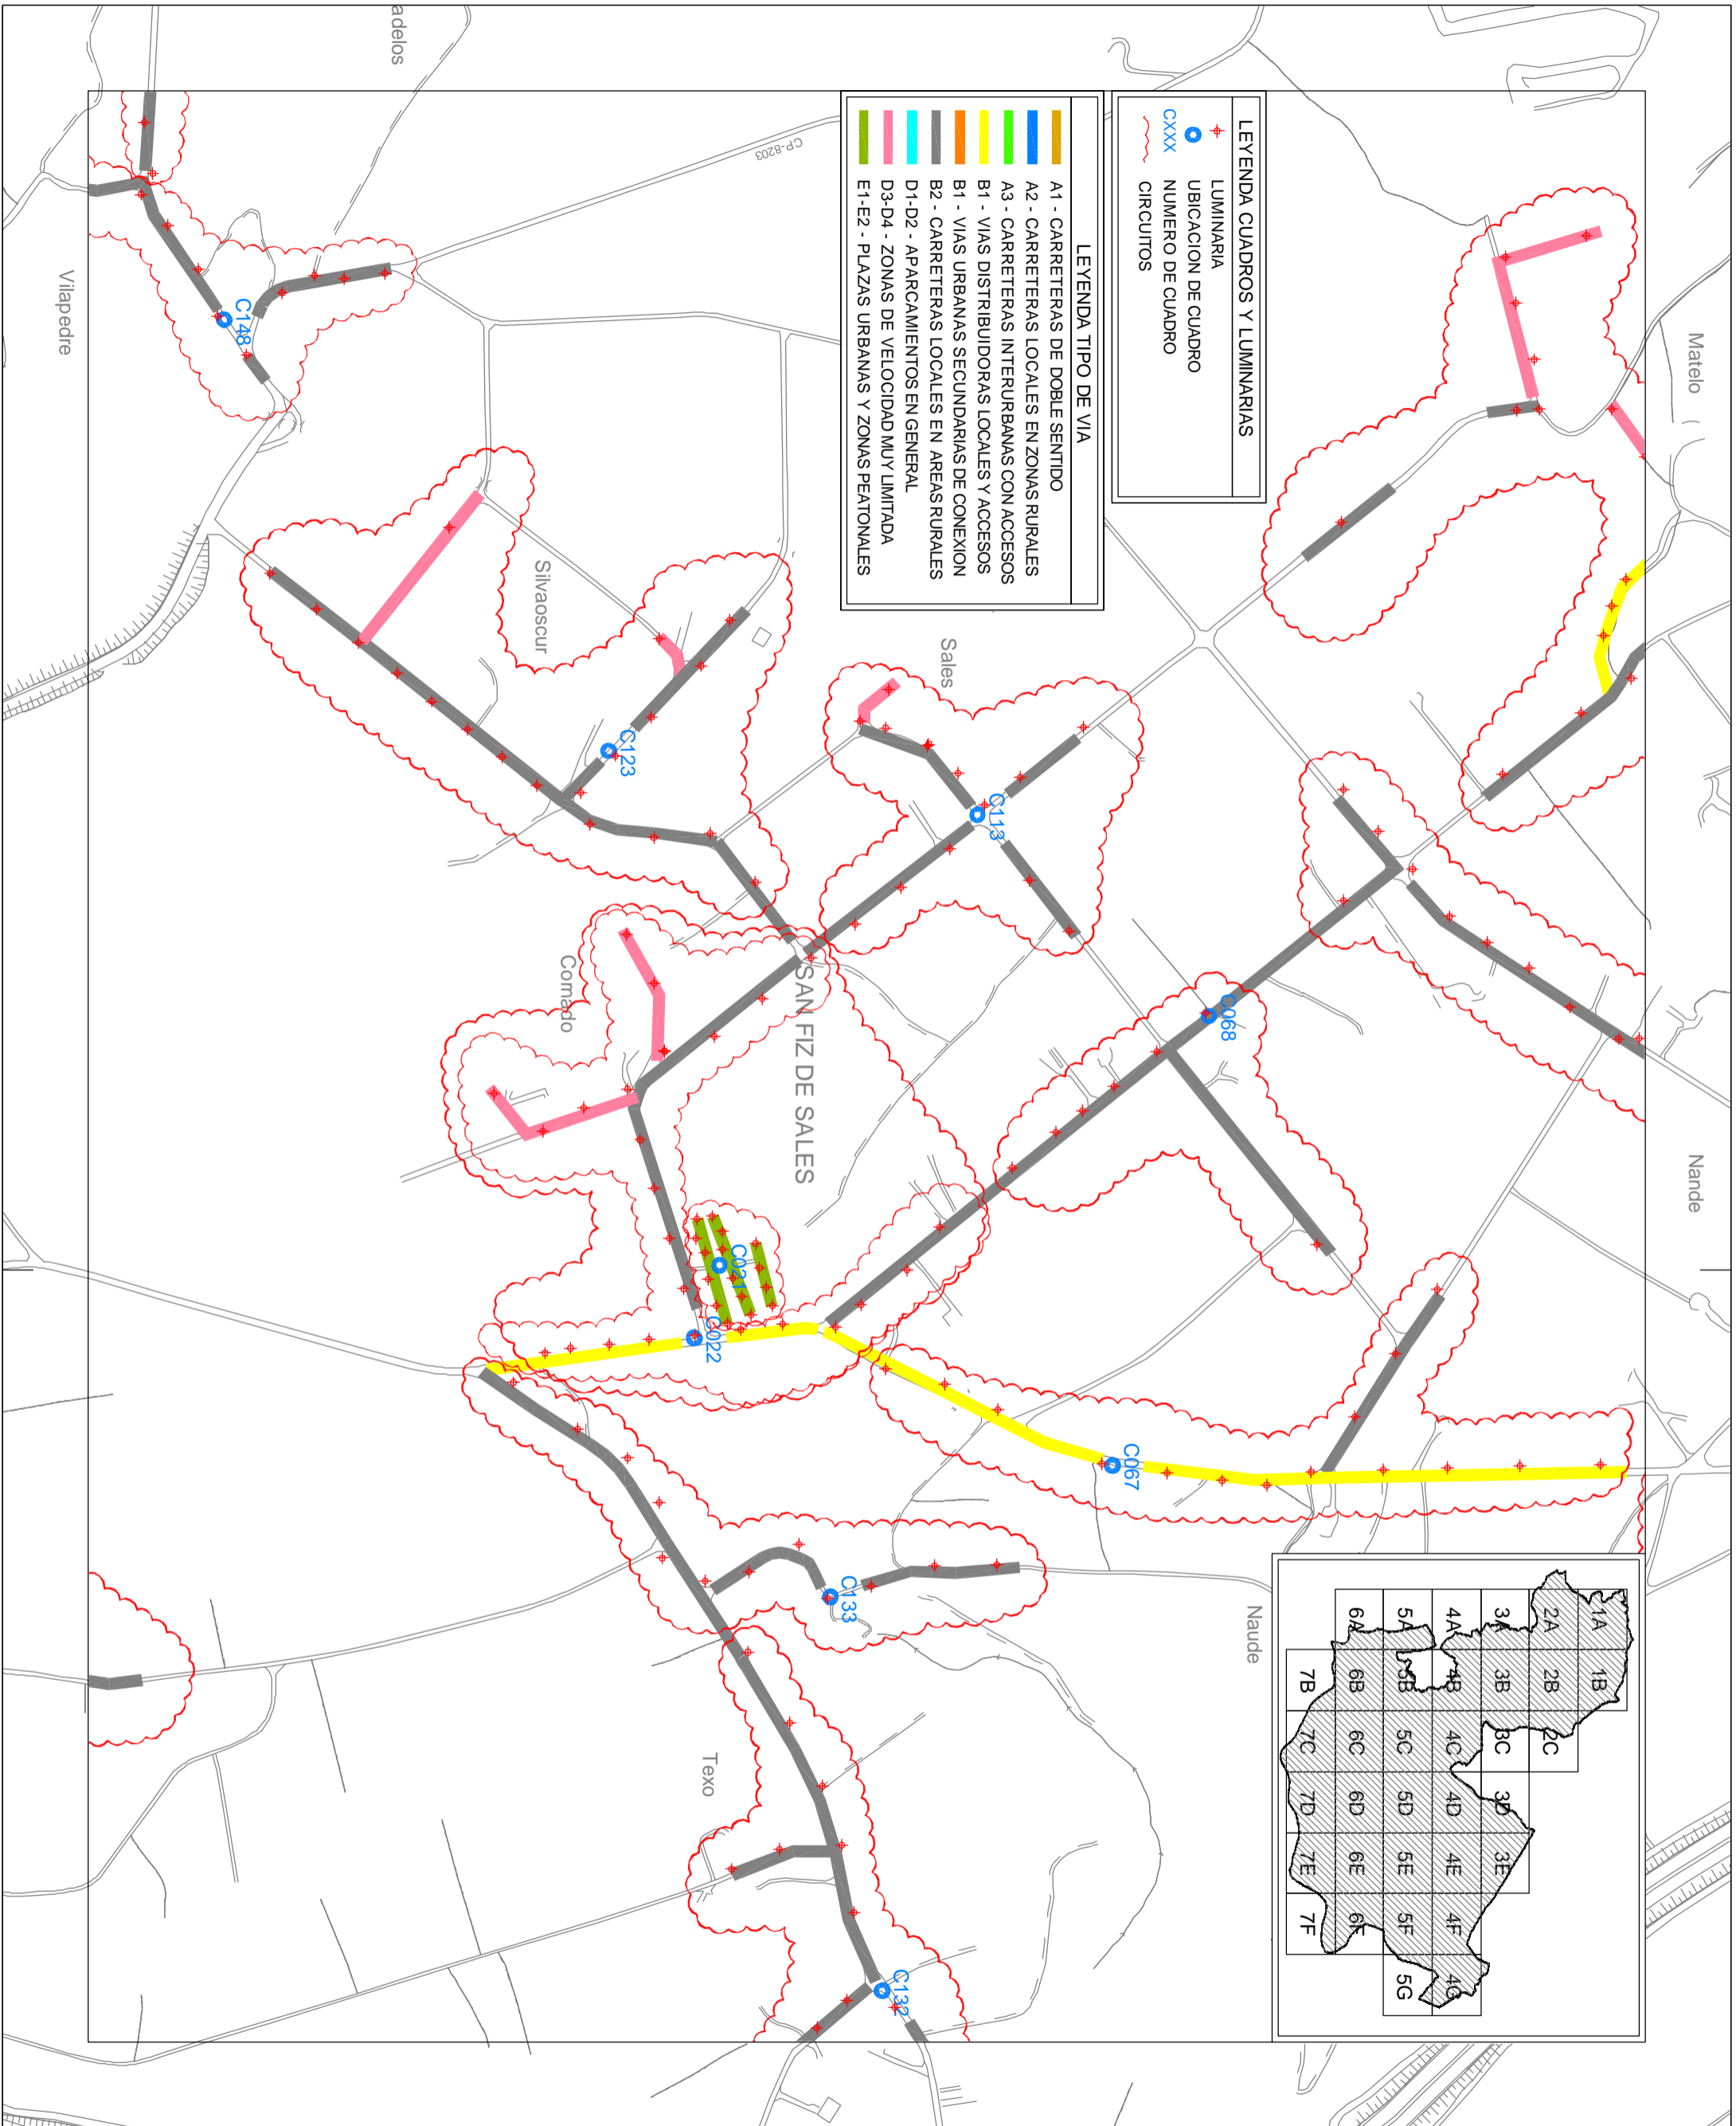 LEYENDA CUADROS Y LUMINARIAS
LUMINARIA
UBICACION DE CUADRO
CXXX
NUMERO DE CUADRO
CIRCUITOS
LEYENDA TIPO DE VIA
A1 - CARRETERAS DE DOBLE SENTIDO
A2 - CARRETERAS LOCALES EN ZONAS RURALES
A3 - CARRETERAS INTERURBANAS CON ACCESOS
B1 - VIAS DISTRIBUIDORAS LOCALES Y ACCESOS
B1 - VIAS URBANAS SECUNDARIAS DE CONEXION
B2 - CARRETERAS LOCALES EN AREAS RURALES
D1-D2 - APARCAMIENTOS EN GENERAL
D3-D4 - ZONAS DE VELOCIDAD MUY LIMITADA
E1-E2 - PLAZAS URBANAS Y ZONAS PEATONALES
Matelo
Nande
Naude
Sales
Silvaoscur
SAN FIZ DE SALES
Comado
Texo
Vilapedre
adelos
CP-8203
C148
C123
C113
C068
C021
C022
C067
C133
C132
1A 1B
2A 2B 2C
3A 3B 3C 3D 3E
4A 4B 4C 4D 4E 4F 4G
5A 5B 5C 5D 5E 5F 5G
6A 6B 6C 6D 6E 6F
7B 7C 7D 7E 7F